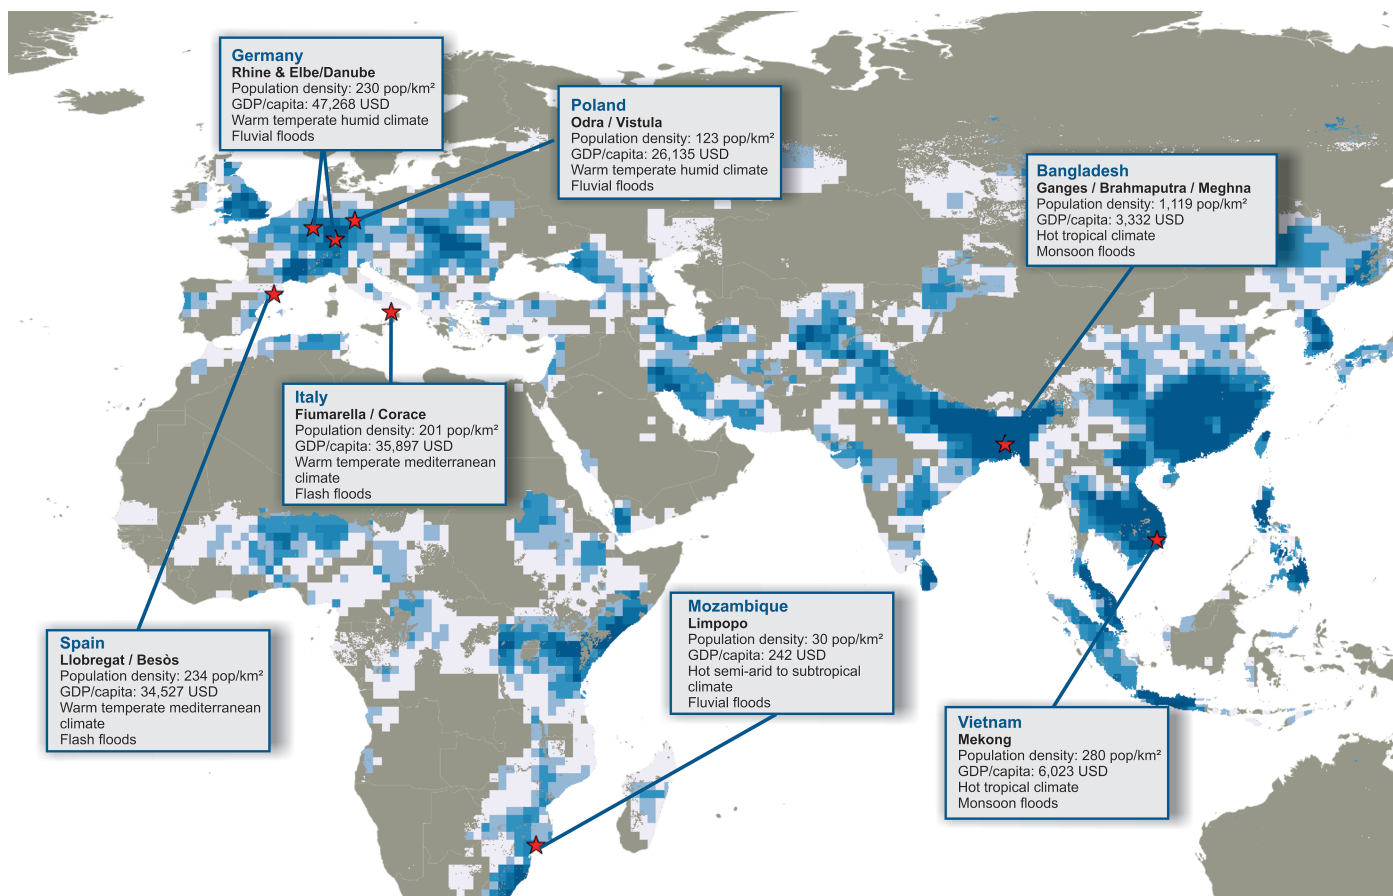 Germany
Rhine & Elbe/Danube
Population density: 230 pop/km²
GDP/capita: 47,268 USD
Warm temperate humid climate
Fluvial floods
Poland
Odra / Vistula
Population density: 123 pop/km²
GDP/capita: 26,135 USD
Warm temperate humid climate
Fluvial floods
Bangladesh
Ganges / Brahmaputra / Meghna
Population density: 1,119 pop/km²
GDP/capita: 3,332 USD
Hot tropical climate
Monsoon floods
Italy
Fiumarella / Corace
Population density: 201 pop/km²
GDP/capita: 35,897 USD
Warm temperate mediterranean
climate
Flash floods
Spain
Llobregat / Besòs
Population density: 234 pop/km²
GDP/capita: 34,527 USD
Warm temperate mediterranean
climate
Flash floods
Mozambique
Limpopo
Population density: 30 pop/km²
GDP/capita: 242 USD
Hot semi-arid to subtropical
climate
Fluvial floods
Vietnam
Mekong
Population density: 280 pop/km²
GDP/capita: 6,023 USD
Hot tropical climate
Monsoon floods